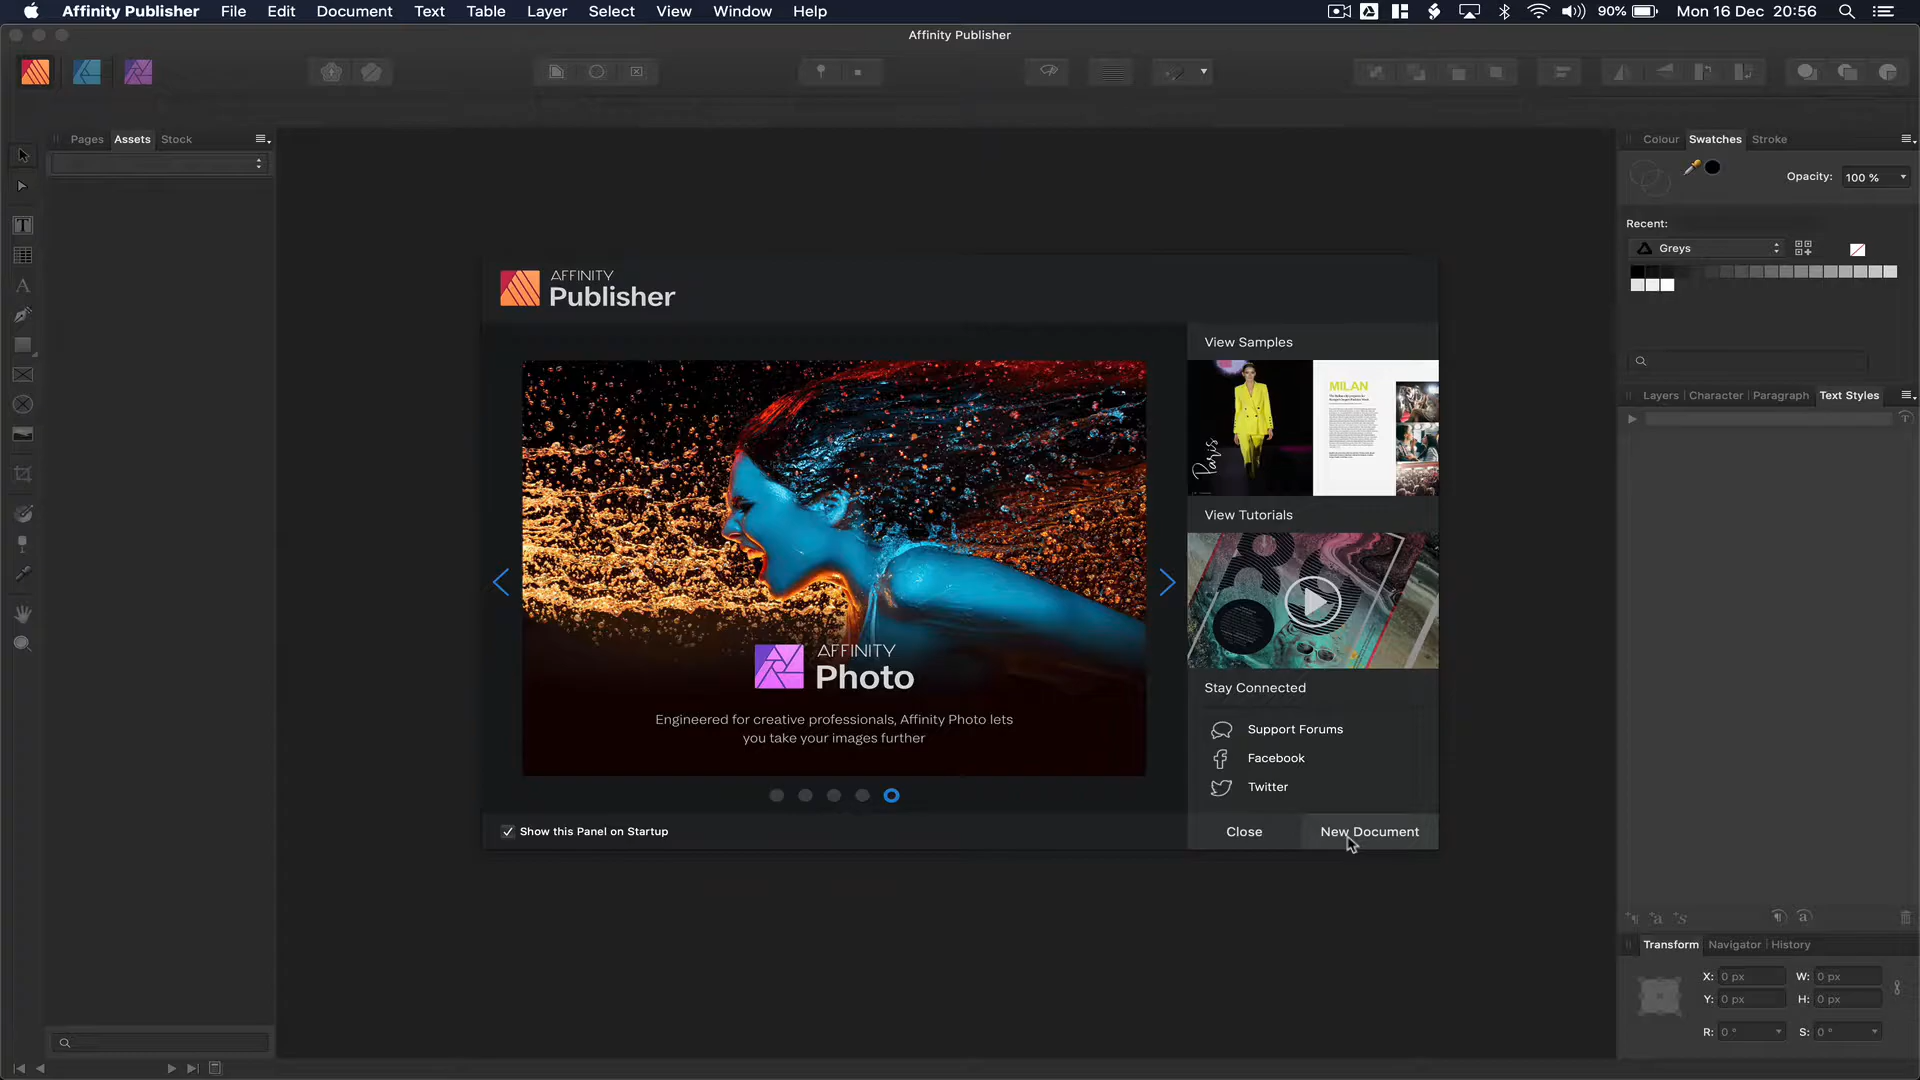 Affinity Publisher File Edit Document Text Table Layer Select View Window Help 90% Mon 16 Dec 20:56
Affinity Publisher
Pages Assets Stock
Colour Swatches Stroke
Opacity: 100 %
Recent:
Greys
AFFINITY
Publisher
View Samples
MILAN
Paris
View Tutorials
AFFINITY
Photo
Engineered for creative professionals, Affinity Photo lets
you take your images further
Stay Connected
Support Forums
Facebook
Twitter
Show this Panel on Startup
Close New Document
Layers Character Paragraph Text Styles
Transform Navigator History
X: 0 px W: 0 px
Y: 0 px H: 0 px
R: 0 ° S: 0 °